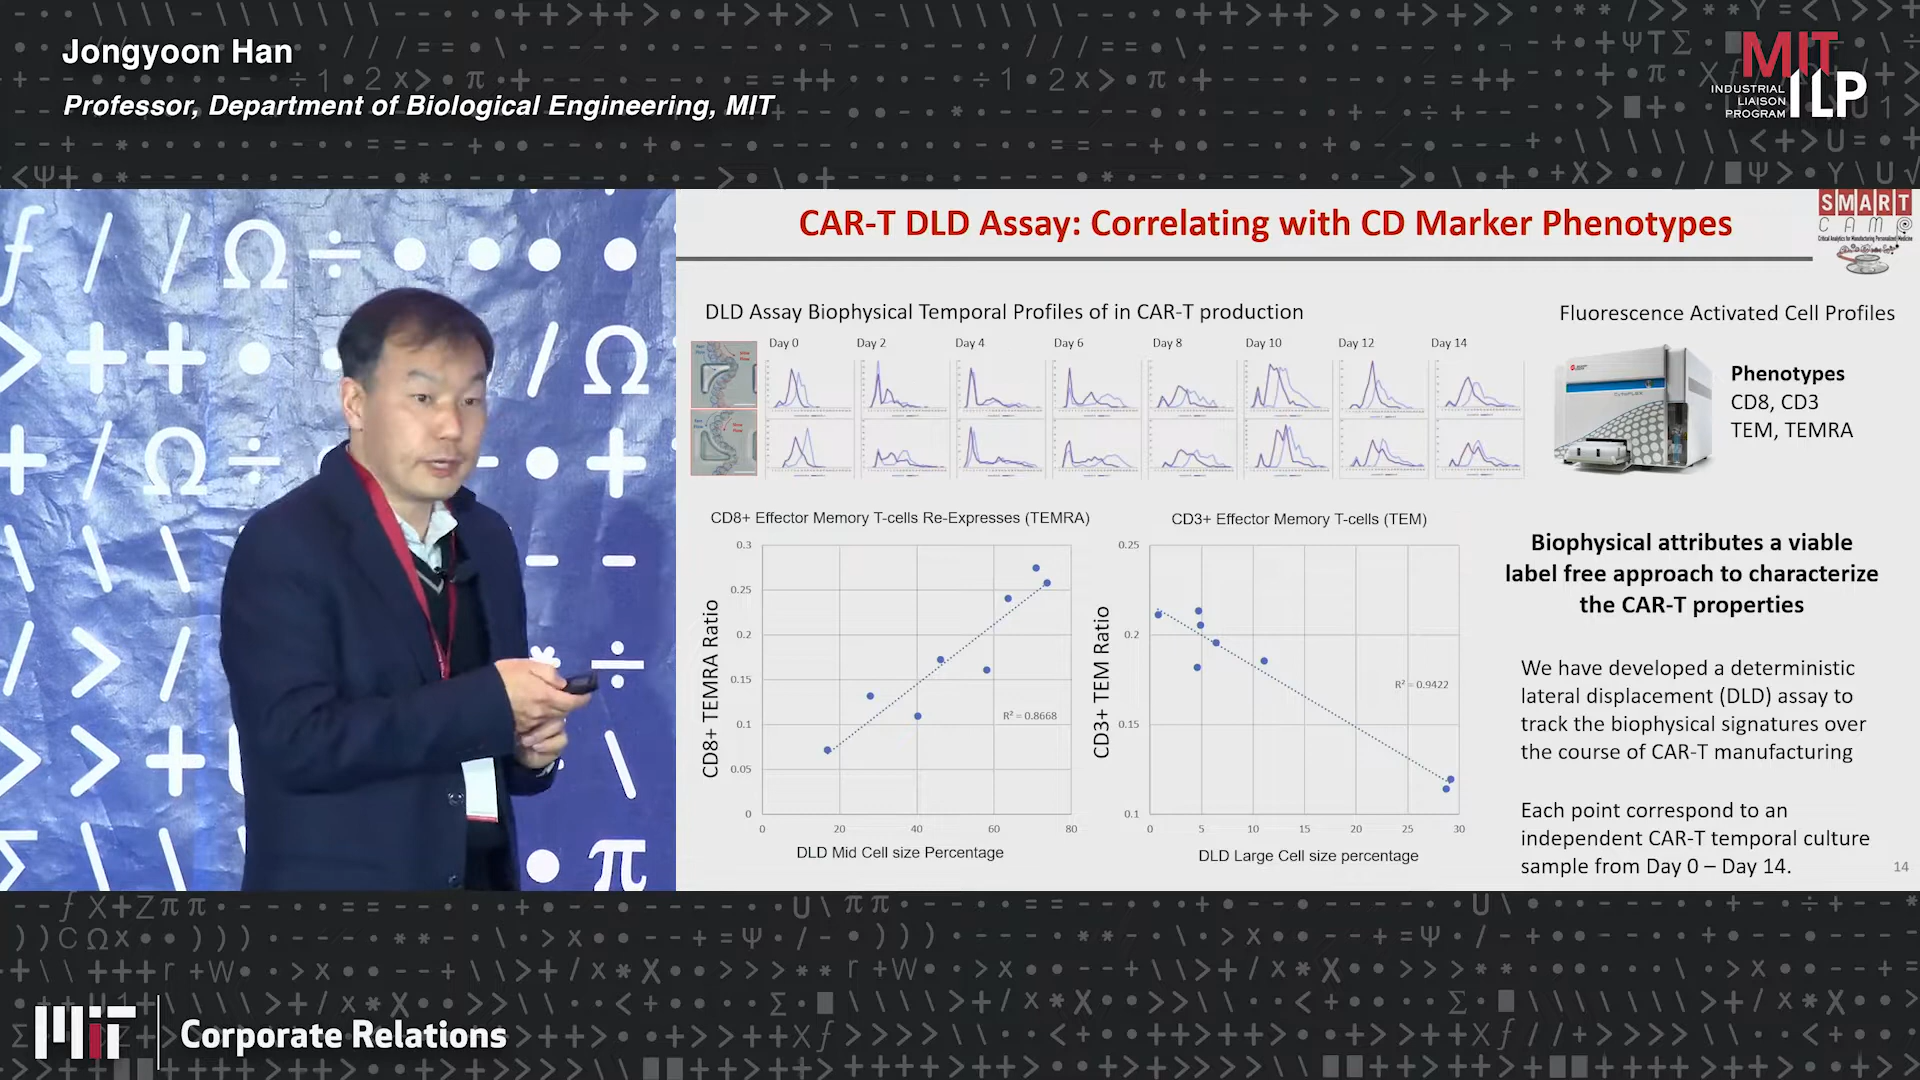 Jongyoon Han
Professor, Department of Biological Engineering, MIT
MIT
ILP
INDUSTRIAL
LIAISON
PROGRAM
SMART
CAMP
CAR-T DLD Assay: Correlating with CD Marker Phenotypes
DLD Assay Biophysical Temporal Profiles of in CAR-T production
Day 0 Day 2 Day 4 Day 6 Day 8 Day 10 Day 12 Day 14
Fluorescence Activated Cell Profiles
Phenotypes
CD8, CD3
TEM, TEMRA
CD8+ Effector Memory T-cells Re-Expresses (TEMRA)
CD8+ TEMRA Ratio
0.3
0.25
0.2
0.15
0.1
0.05
0
R² = 0.8668
0 20 40 60 80
DLD Mid Cell size Percentage
CD3+ Effector Memory T-cells (TEM)
CD3+ TEM Ratio
0.25
0.2
0.15
0.1
R² = 0.9422
0 5 10 15 20 25 30
DLD Large Cell size percentage
Biophysical attributes a viable
label free approach to characterize
the CAR-T properties
We have developed a deterministic
lateral displacement (DLD) assay to
track the biophysical signatures over
the course of CAR-T manufacturing
Each point correspond to an
independent CAR-T temporal culture
sample from Day 0 – Day 14.
14
MIT
Corporate Relations